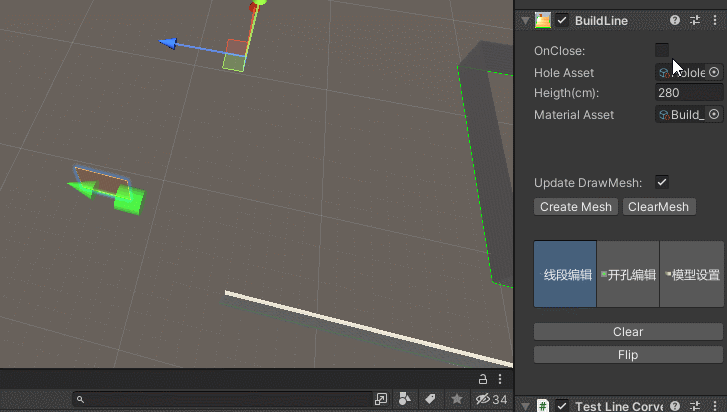 BuildLine
OnClose:
Hole Asset
Heigth(cm):
280
Material Asset
Build_
Update DrawMesh:
Create Mesh
ClearMesh
线段编辑
开孔编辑
模型设置
Clear
Flip
34
Test Line Corve